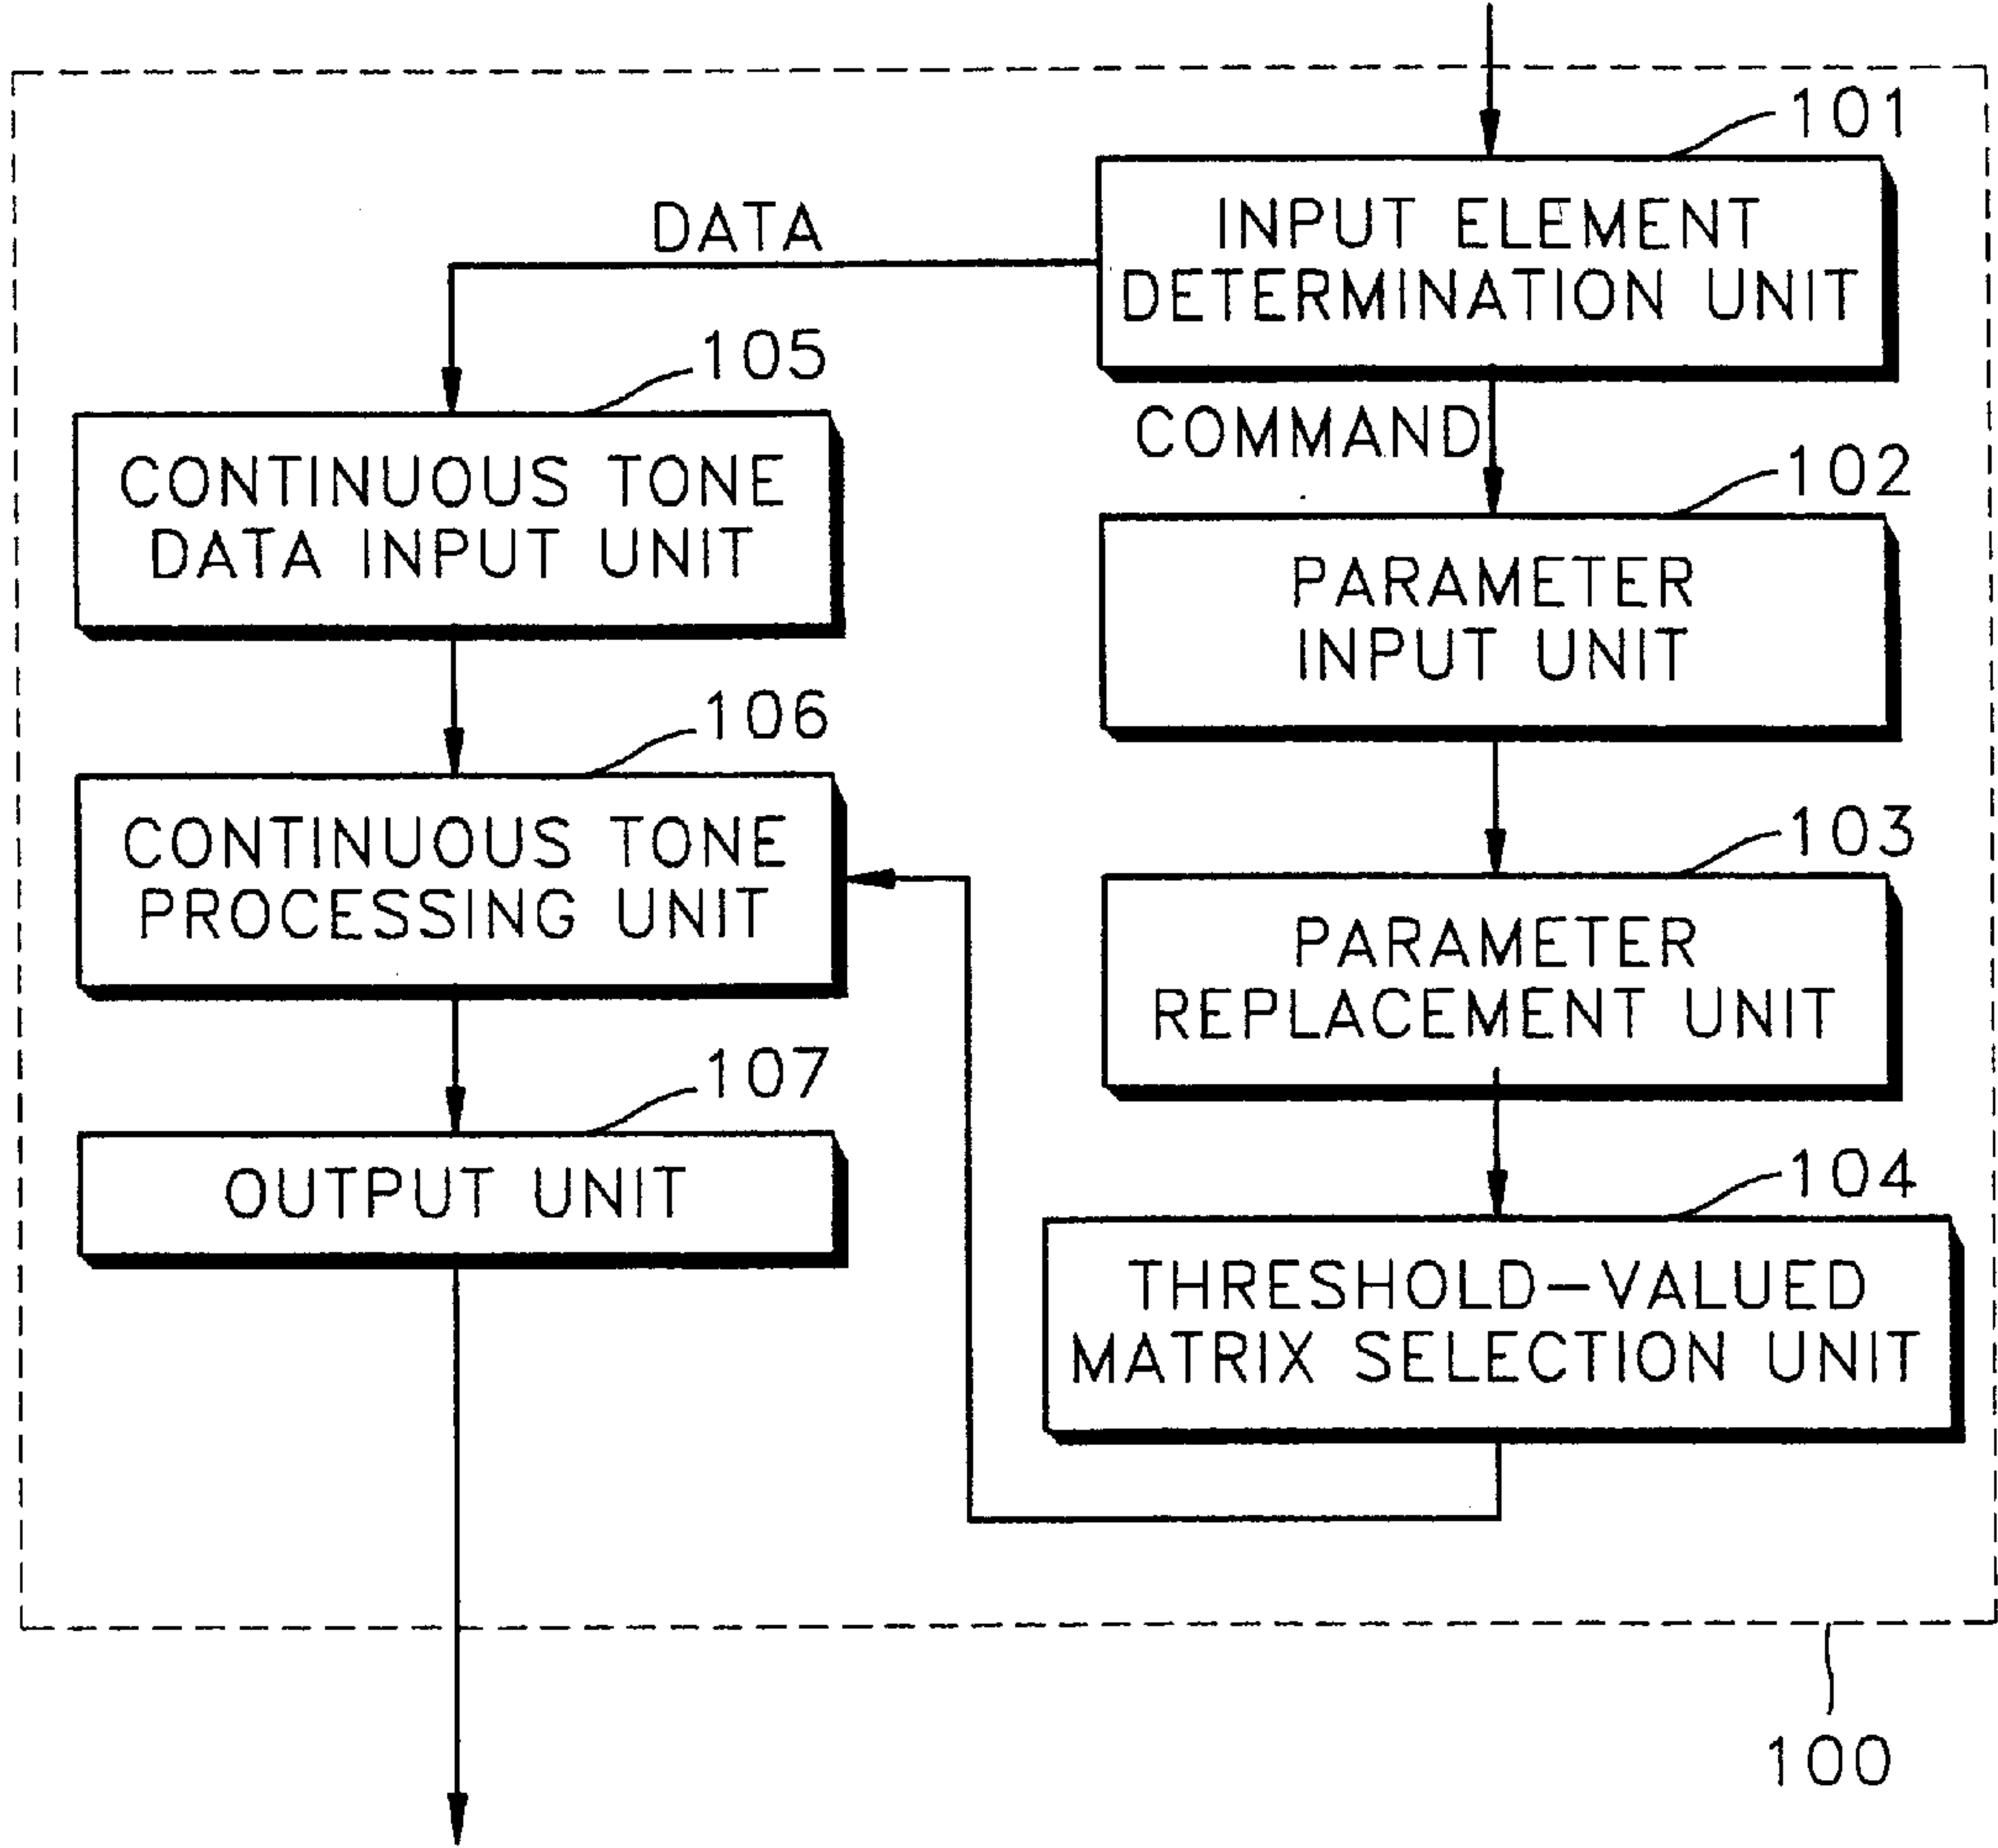 101
INPUT ELEMENT
DETERMINATION UNIT
DATA
COMMAND
105
CONTINUOUS TONE
DATA INPUT UNIT
102
PARAMETER
INPUT UNIT
106
CONTINUOUS TONE
PROCESSING UNIT
103
PARAMETER
REPLACEMENT UNIT
107
OUTPUT UNIT
104
THRESHOLD-VALUED
MATRIX SELECTION UNIT
100